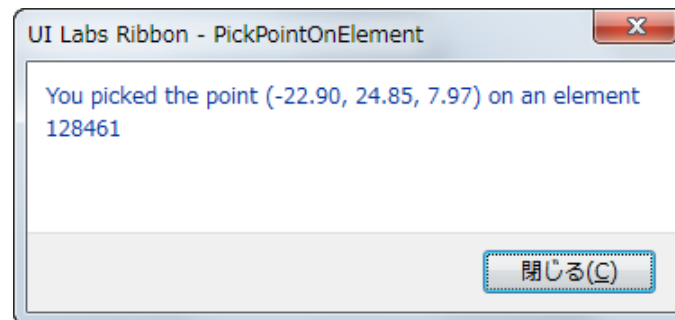 UI Labs Ribbon - PickPointOnElement
You picked the point (-22.90, 24.85, 7.97) on an element
128461
閉じる(C)